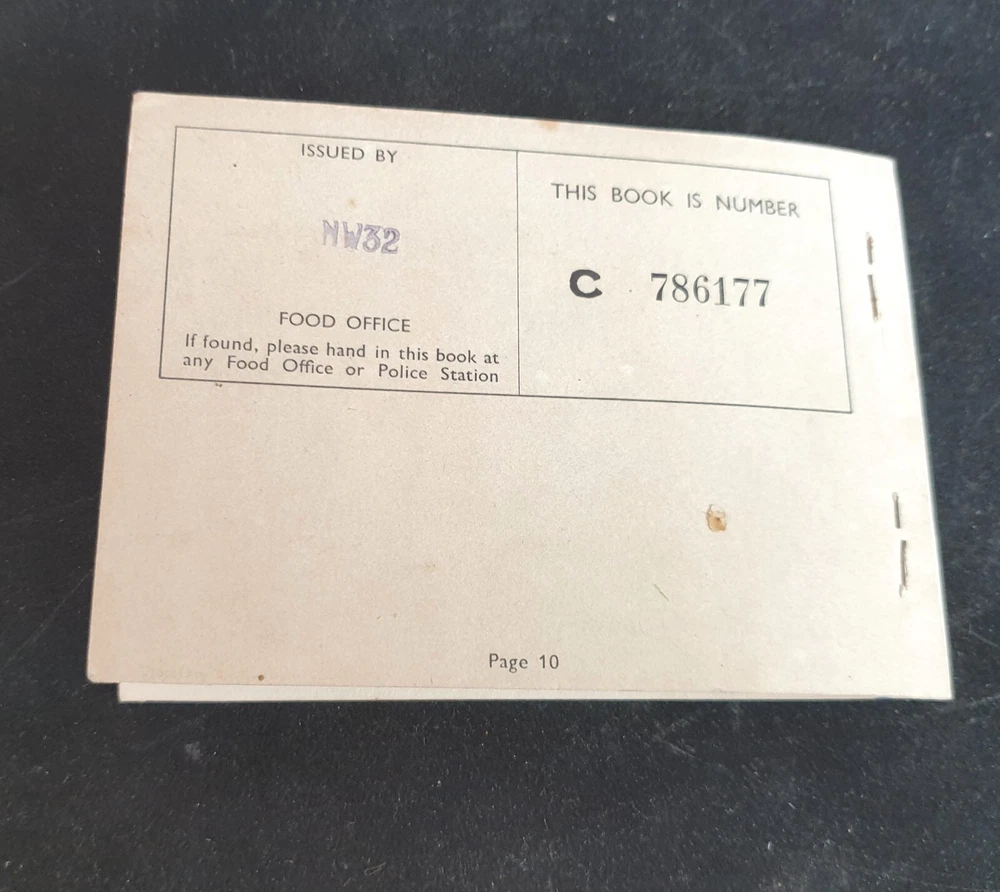 ISSUED BY
NW32
FOOD OFFICE
If found, please hand in this book at
any Food Office or Police Station
THIS BOOK IS NUMBER
C 786177
Page 10